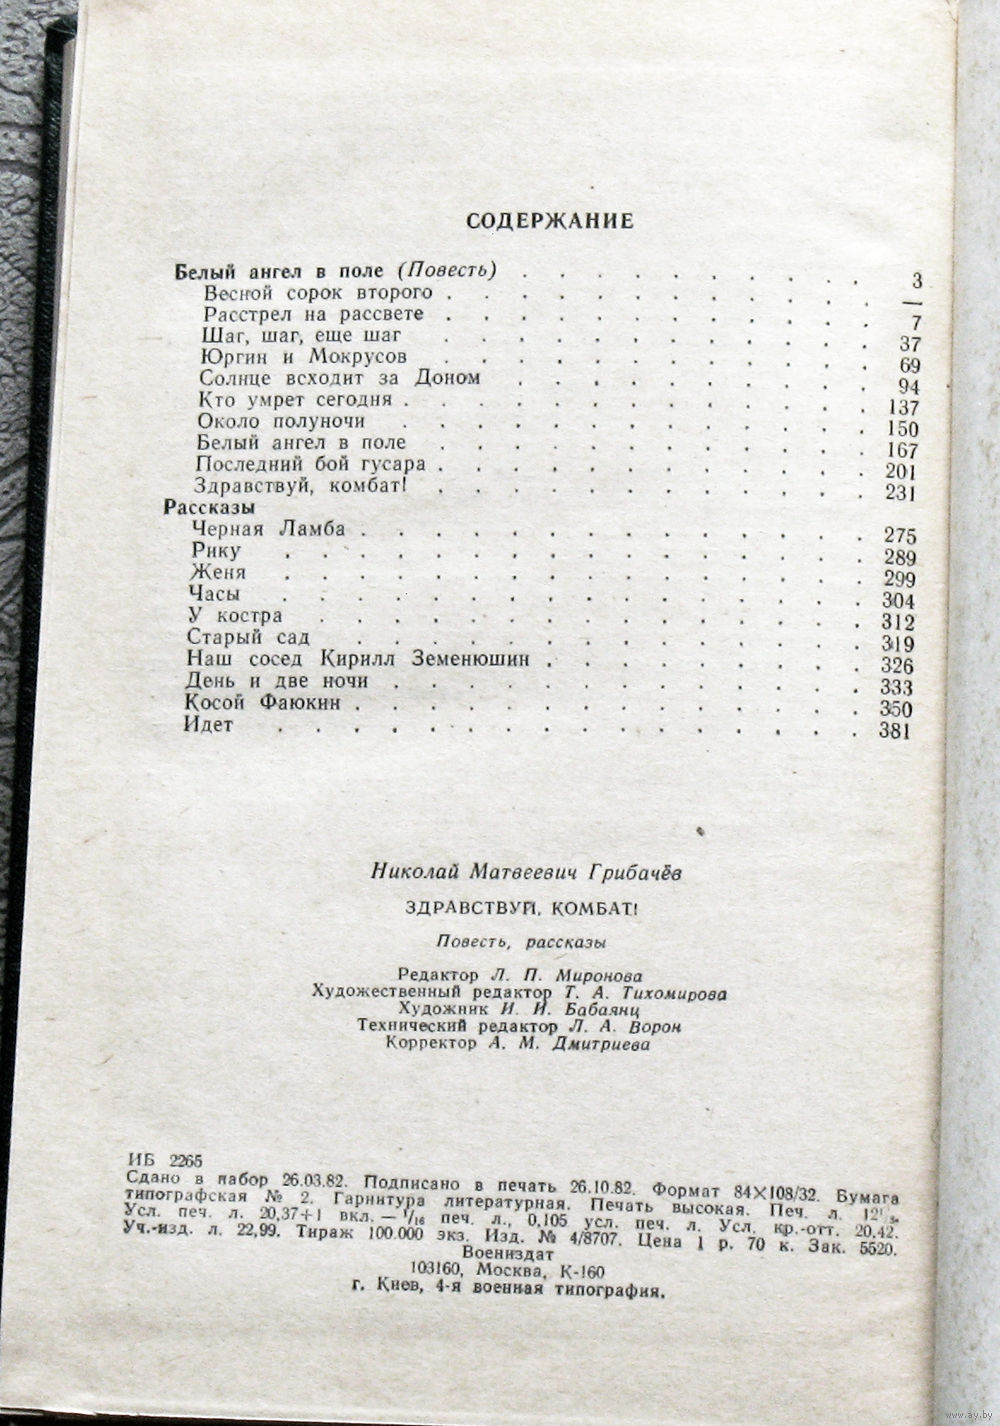 СОДЕРЖАНИЕ
Белый ангел в поле (Повесть) . . . . . . . . . . 3
Весной сорок второго . . . . . . . . . . . . —
Расстрел на рассвете . . . . . . . . . . . . 7
Шаг, шаг, еще шаг . . . . . . . . . . . . 37
Юргин и Мокрусов . . . . . . . . . . . . 69
Солнце всходит за Доном . . . . . . . . . . 94
Кто умрет сегодня . . . . . . . . . . . . . 137
Около полуночи . . . . . . . . . . . . . 150
Белый ангел в поле . . . . . . . . . . . . 167
Последний бой гусара . . . . . . . . . . . . 201
Здравствуй, комбат! . . . . . . . . . . . . 231
Рассказы
Черная Ламба . . . . . . . . . . . . . . 275
Рику . . . . . . . . . . . . . . . . 289
Женя . . . . . . . . . . . . . . . . 299
Часы . . . . . . . . . . . . . . . . 304
У костра . . . . . . . . . . . . . . . 312
Старый сад . . . . . . . . . . . . . . 319
Наш сосед Кирилл Земенюшин . . . . . . . . . 326
День и две ночи . . . . . . . . . . . . . 333
Косой Фаюкин . . . . . . . . . . . . . . 350
Идет . . . . . . . . . . . . . . . . 381
Николай Матвеевич Грибачёв
ЗДРАВСТВУЙ, КОМБАТ!
Повесть, рассказы
Редактор Л. П. Миронова
Художественный редактор Т. А. Тихомирова
Художник И. И. Бабаянц
Технический редактор Л. А. Ворон
Корректор А. М. Дмитриева
ИБ 2265
Сдано в набор 26.03.82. Подписано в печать 26.10.82. Формат 84×108/32. Бумага
типографская № 2. Гарнитура литературная. Печать высокая. Печ. л.
Усл. печ. л. 20,37+1 вкл. — 1/16 печ. л., 0,105 усл. печ. л. Усл. кр.-отт. 20,42.
Уч.-изд. л. 22,99. Тираж 100.000 экз. Изд. № 4/8707. Цена 1 р. 70 к. Зак. 5520.
Воениздат
103160, Москва, К-160
г. Киев, 4-я военная типография.
www.ay.by